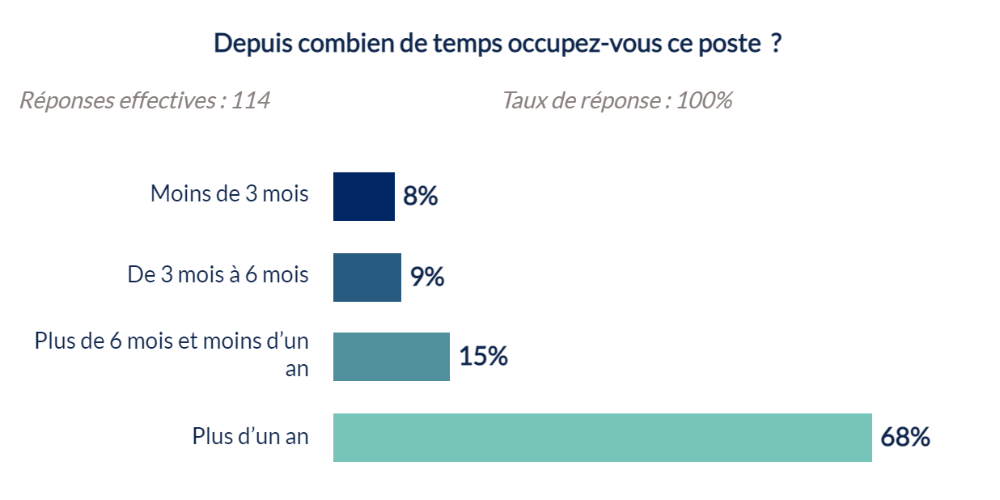 Depuis combien de temps occupez-vous ce poste ?
Réponses effectives : 114 Taux de réponse : 100%
Moins de 3 mois 8%
De 3 mois à 6 mois 9%
Plus de 6 mois et moins d’un
an 15%
Plus d’un an 68%